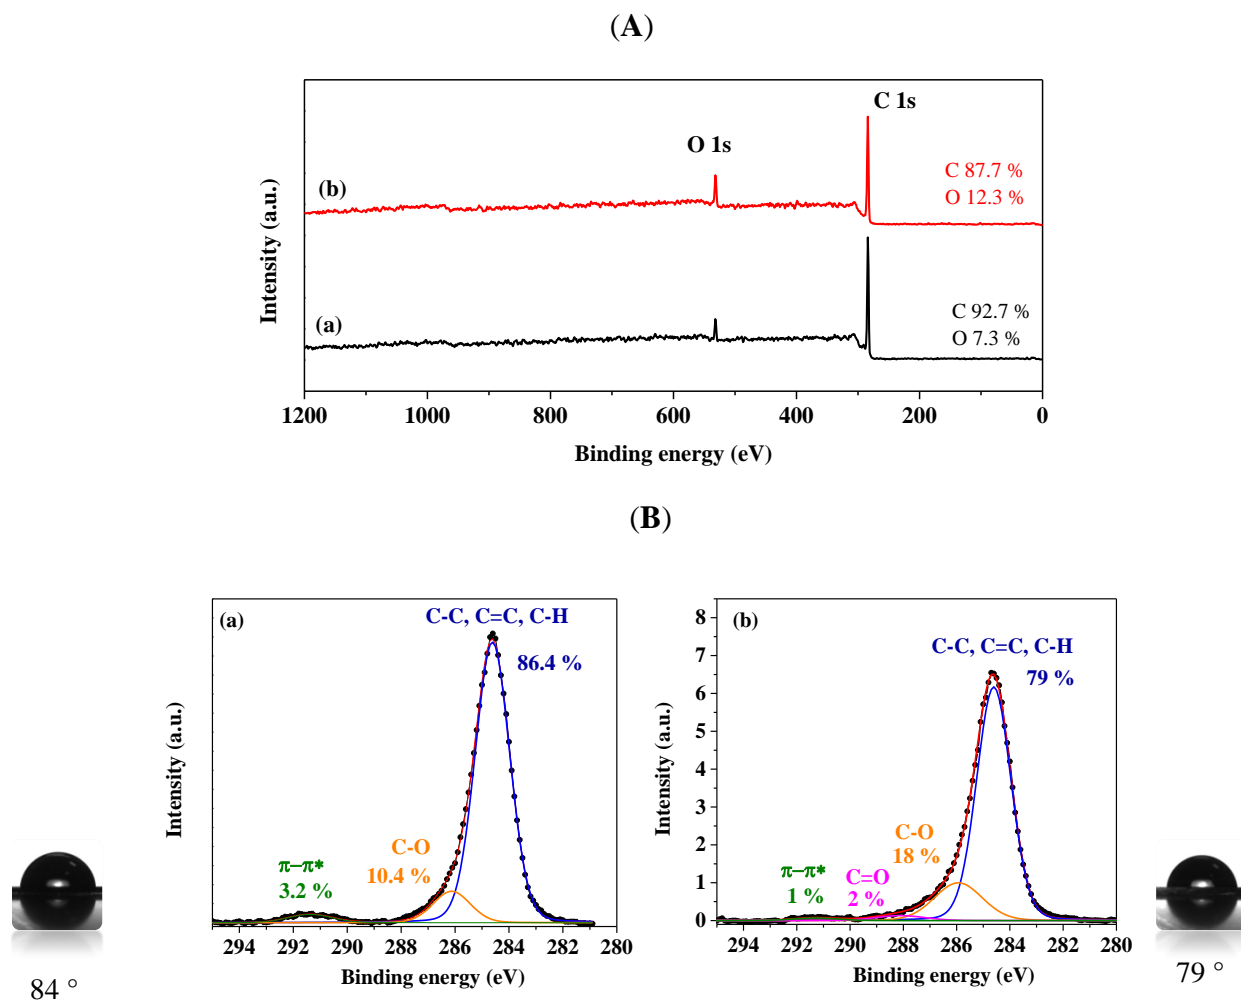 (A)
C 1s
O 1s
C 87.7 %
O 12.3 %
(b)
Intensity (a.u.)
C 92.7 %
O 7.3 %
(a)
1200 1000 800 600 400 200 0
Binding energy (eV)
(B)
(a)
C-C, C=C, C-H
86.4 %
Intensity (a.u.)
C-O
10.4 %
π–π*
3.2 %
294 292 290 288 286 284 282 280
Binding energy (eV)
84 °
(b)
8
7
6
5
4
3
2
1
0
C-C, C=C, C-H
79 %
Intensity (a.u.)
C-O
18 %
C=O
2 %
π–π*
1 %
294 292 290 288 286 284 282 280
Binding energy (eV)
79 °